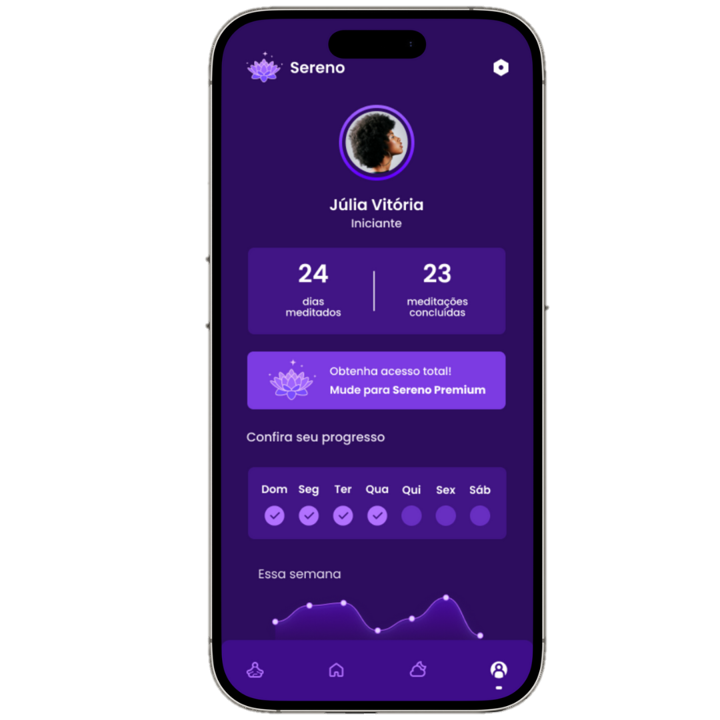 Sereno
Júlia Vitória
Iniciante
24
23
dias
meditados
meditações
concluídas
Obtenha acesso total!
Mude para Sereno Premium
Confira seu progresso
Dom Seg Ter Qua Qui Sex Sáb
Essa semana